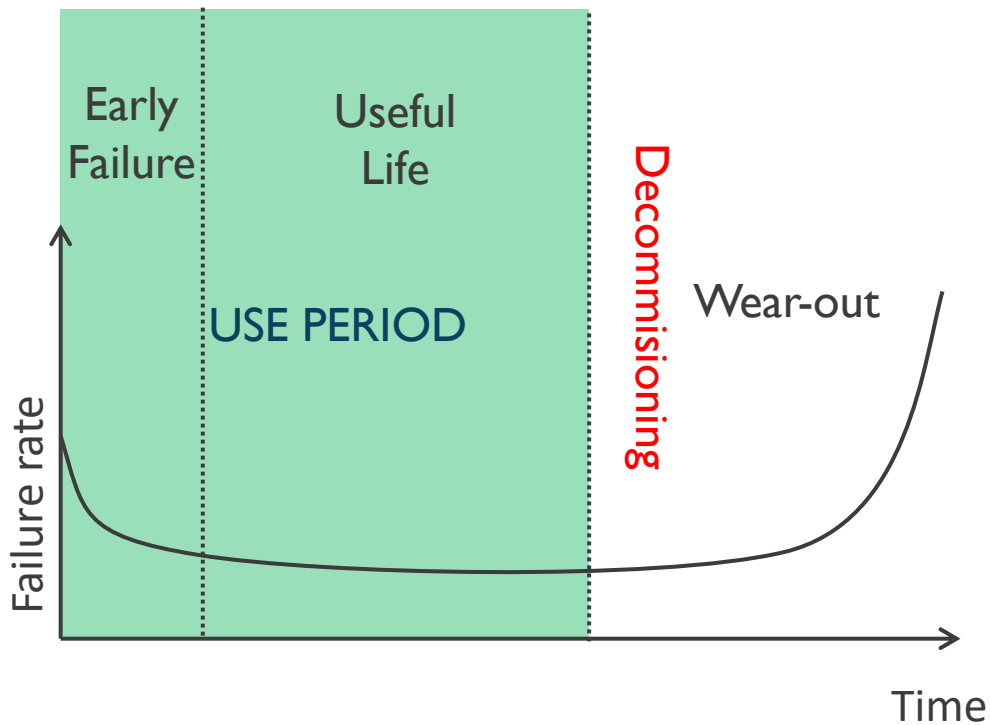 Early
Failure
Useful
Life
USE PERIOD
Decommisioning
Wear-out
Failure rate
Time